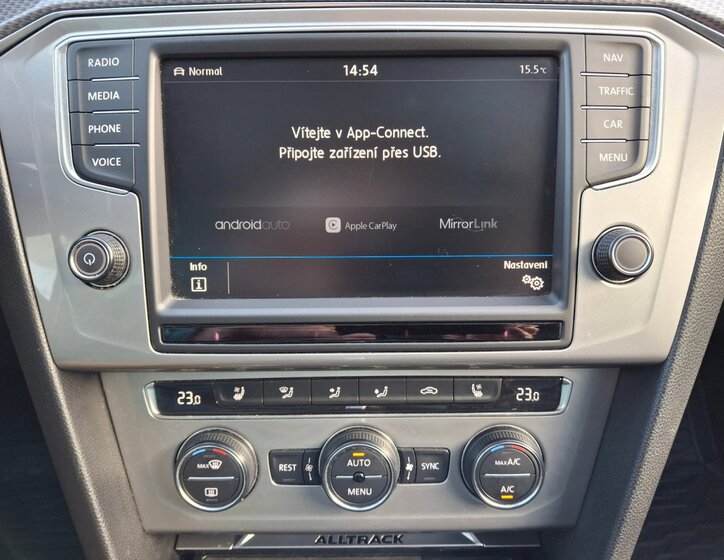 RADIO
MEDIA
PHONE
VOICE
Normal
14:54
15.5°C
Vítejte v App-Connect.
Připojte zařízení přes USB.
androidauto
Apple CarPlay
MirrorLink
Info
i
Nastavení
NAV
TRAFFIC
CAR
MENU
23.0
23.0
MAX
REST
AUTO
MENU
SYNC
MAX A/C
A/C
ALLTRACK